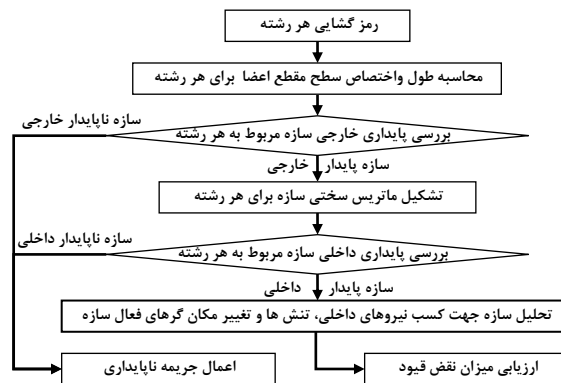 رمز گشایی هر رشته
محاسبه طول واختصاص سطح مقطع اعضا برای هر رشته
سازه ناپایدار خارجی
بررسی پایداری خارجی سازه مربوط به هر رشته
سازه پایدار خارجی
تشکیل ماتریس سختی سازه برای هر رشته
سازه ناپایدار داخلی
بررسی پایداری داخلی سازه مربوط به هر رشته
سازه پایدار داخلی
تحلیل سازه جهت کسب نیروهای داخلی، تنش ها و تغییر مکان گرهای فعال سازه
ارزیابی میزان نقض قیود
اعمال جریمه ناپایداری